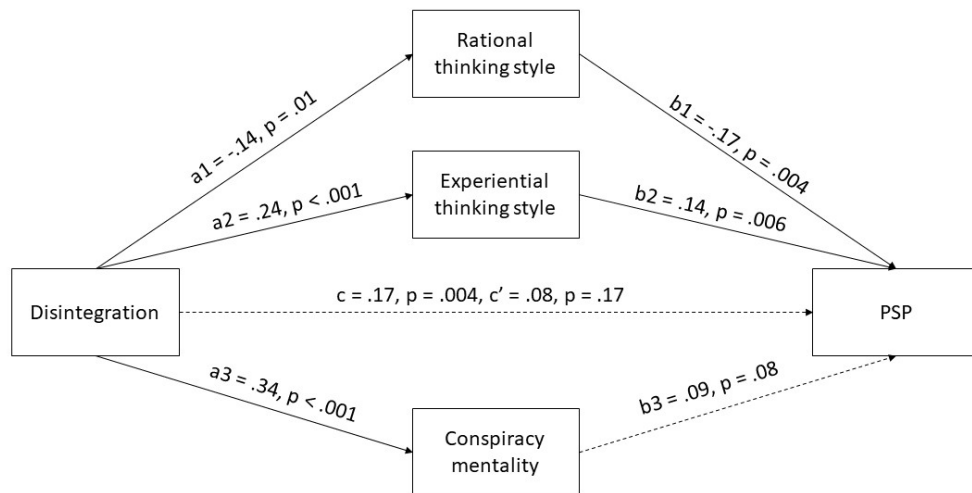 Rational
thinking style
a1 = -.14, p = .01
b1 = -.17, p = .004
Experiential
thinking style
a2 = .24, p < .001
b2 = .14, p = .006
Disintegration
c = .17, p = .004, c’ = .08, p = .17
PSP
a3 = .34, p < .001
b3 = .09, p = .08
Conspiracy
mentality